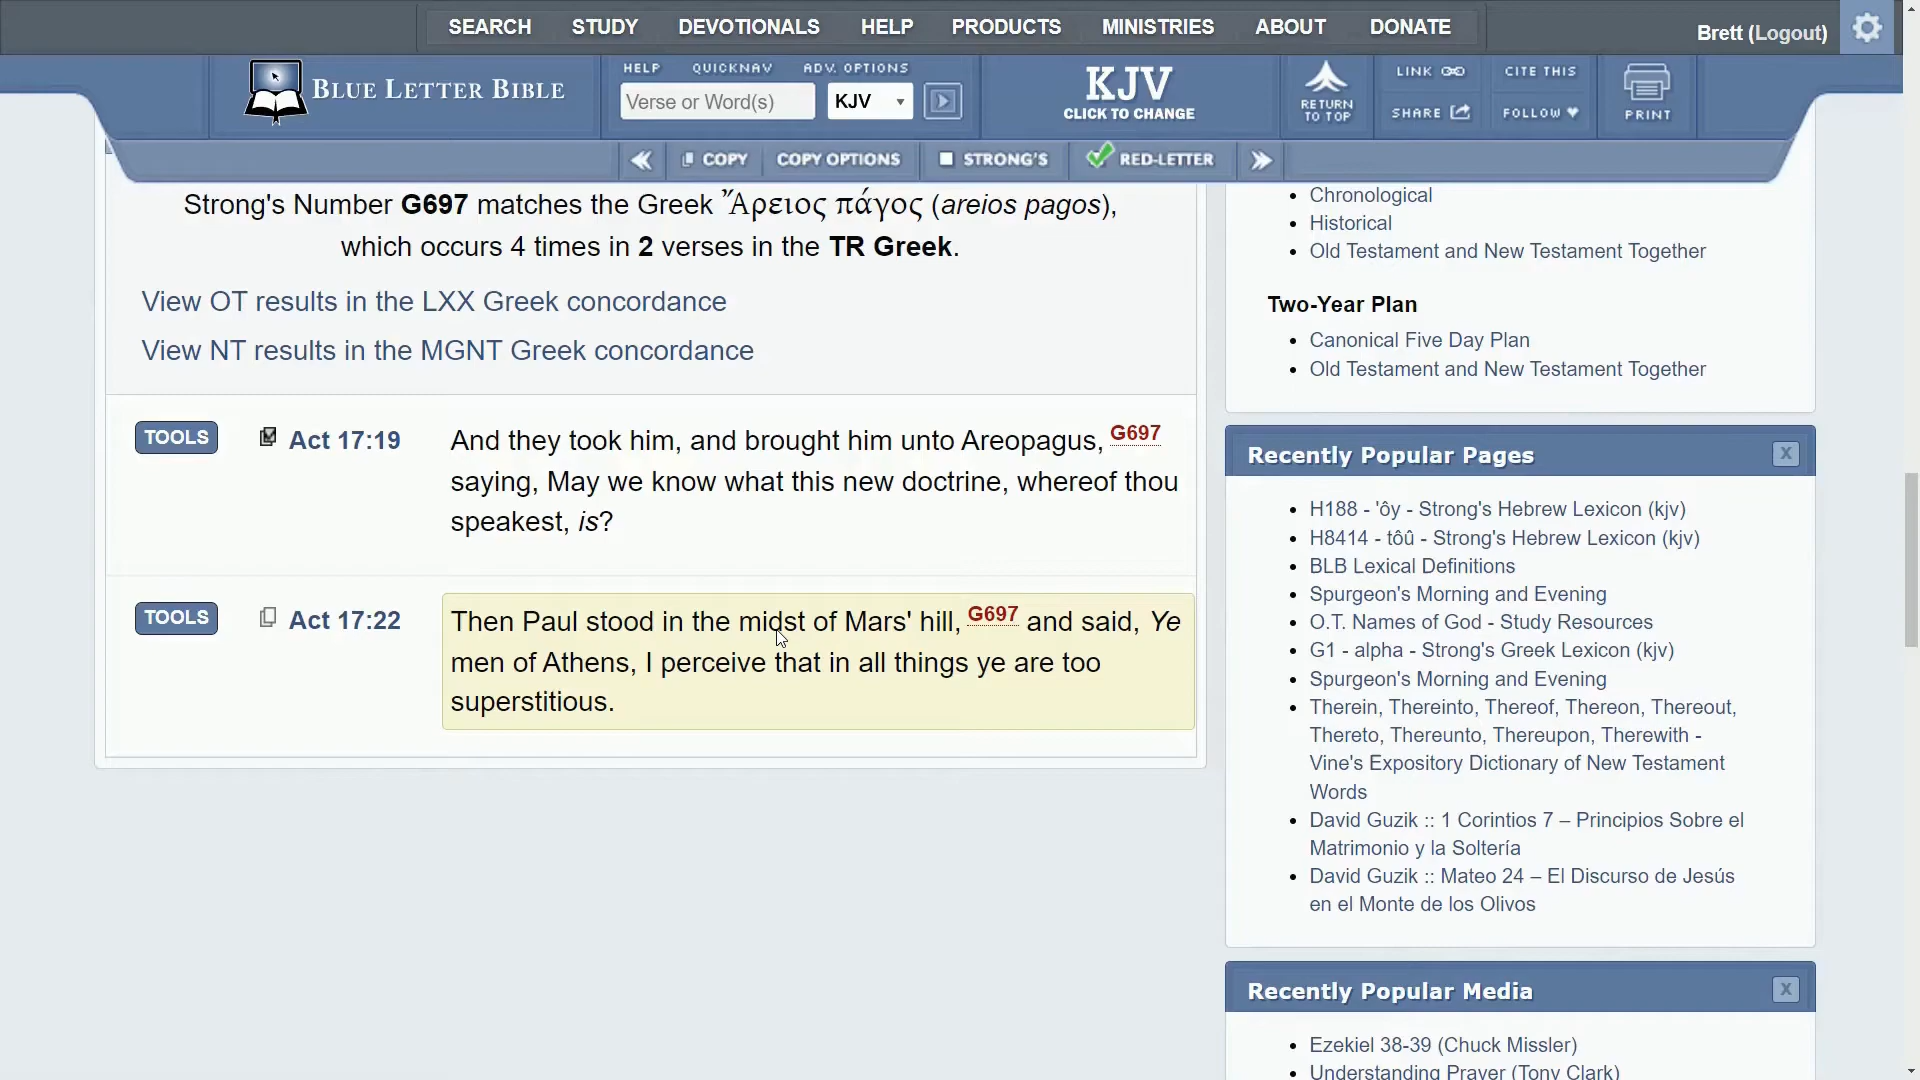 SEARCH STUDY DEVOTIONALS HELP PRODUCTS MINISTRIES ABOUT DONATE
Brett (Logout)
BLUE LETTER BIBLE
HELP QUICKNAV ADV. OPTIONS
Verse or Word(s) KJV
KJV
CLICK TO CHANGE
RETURN
TO TOP
LINK CITE THIS
SHARE FOLLOW
PRINT
COPY COPY OPTIONS STRONG'S RED-LETTER
Strong's Number G697 matches the Greek Ἄρειος πάγος (areios pagos),
which occurs 4 times in 2 verses in the TR Greek.
View OT results in the LXX Greek concordance
View NT results in the MGNT Greek concordance
TOOLS Act 17:19 And they took him, and brought him unto Areopagus, G697
saying, May we know what this new doctrine, whereof thou
speakest, is?
TOOLS Act 17:22 Then Paul stood in the midst of Mars' hill, G697 and said, Ye
men of Athens, I perceive that in all things ye are too
superstitious.
Chronological
Historical
Old Testament and New Testament Together
Two-Year Plan
Canonical Five Day Plan
Old Testament and New Testament Together
Recently Popular Pages X
H188 - 'ôy - Strong's Hebrew Lexicon (kjv)
H8414 - tôû - Strong's Hebrew Lexicon (kjv)
BLB Lexical Definitions
Spurgeon's Morning and Evening
O.T. Names of God - Study Resources
G1 - alpha - Strong's Greek Lexicon (kjv)
Spurgeon's Morning and Evening
Therein, Thereinto, Thereof, Thereon, Thereout,
Thereto, Thereunto, Thereupon, Therewith -
Vine's Expository Dictionary of New Testament
Words
David Guzik :: 1 Corintios 7 – Principios Sobre el
Matrimonio y la Soltería
David Guzik :: Mateo 24 – El Discurso de Jesús
en el Monte de los Olivos
Recently Popular Media X
Ezekiel 38-39 (Chuck Missler)
Understanding Prayer (Tony Clark)